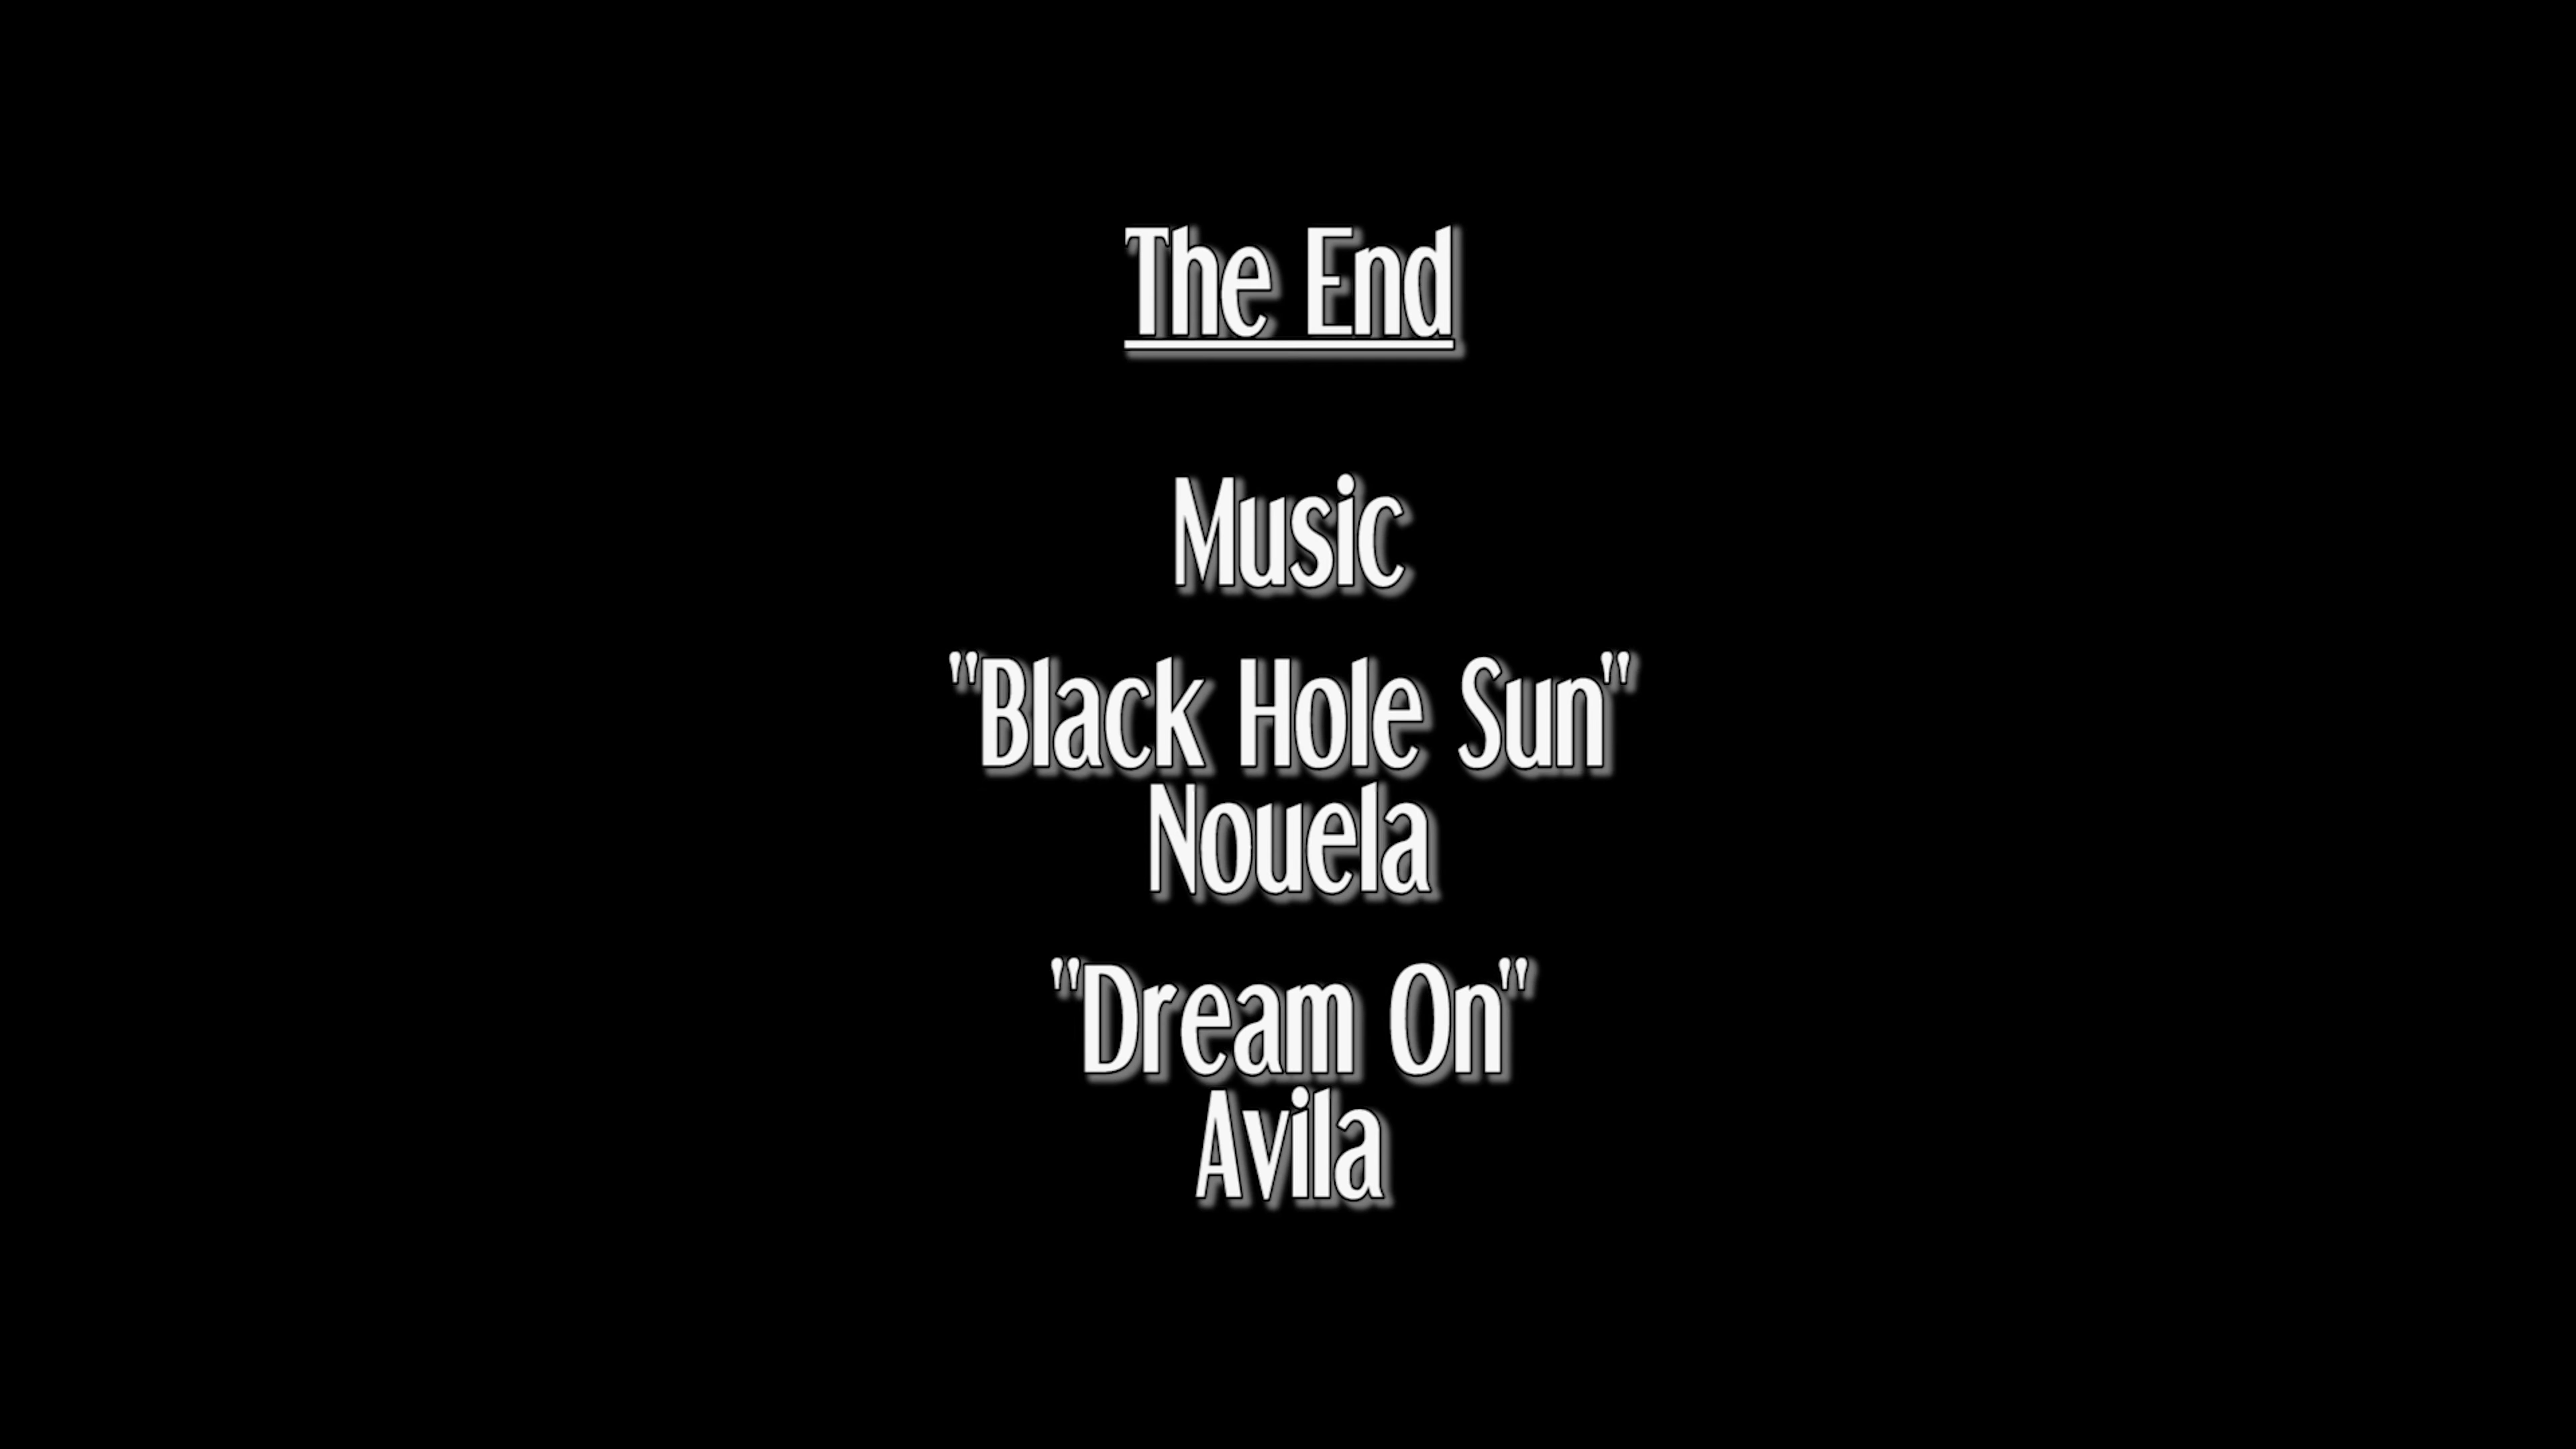 The End
Music
"Black Hole Sun"
Nouela
"Dream On"
Avila